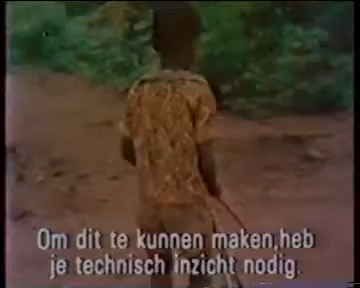 Om dit te kunnen maken,heb
je technisch inzicht nodig.